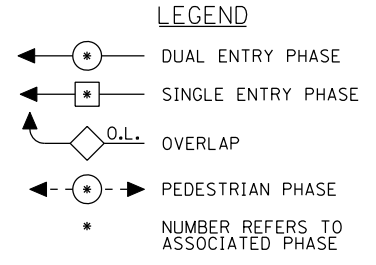 LEGEND
* DUAL ENTRY PHASE
* SINGLE ENTRY PHASE
O.L. OVERLAP
* PEDESTRIAN PHASE
* NUMBER REFERS TO
ASSOCIATED PHASE